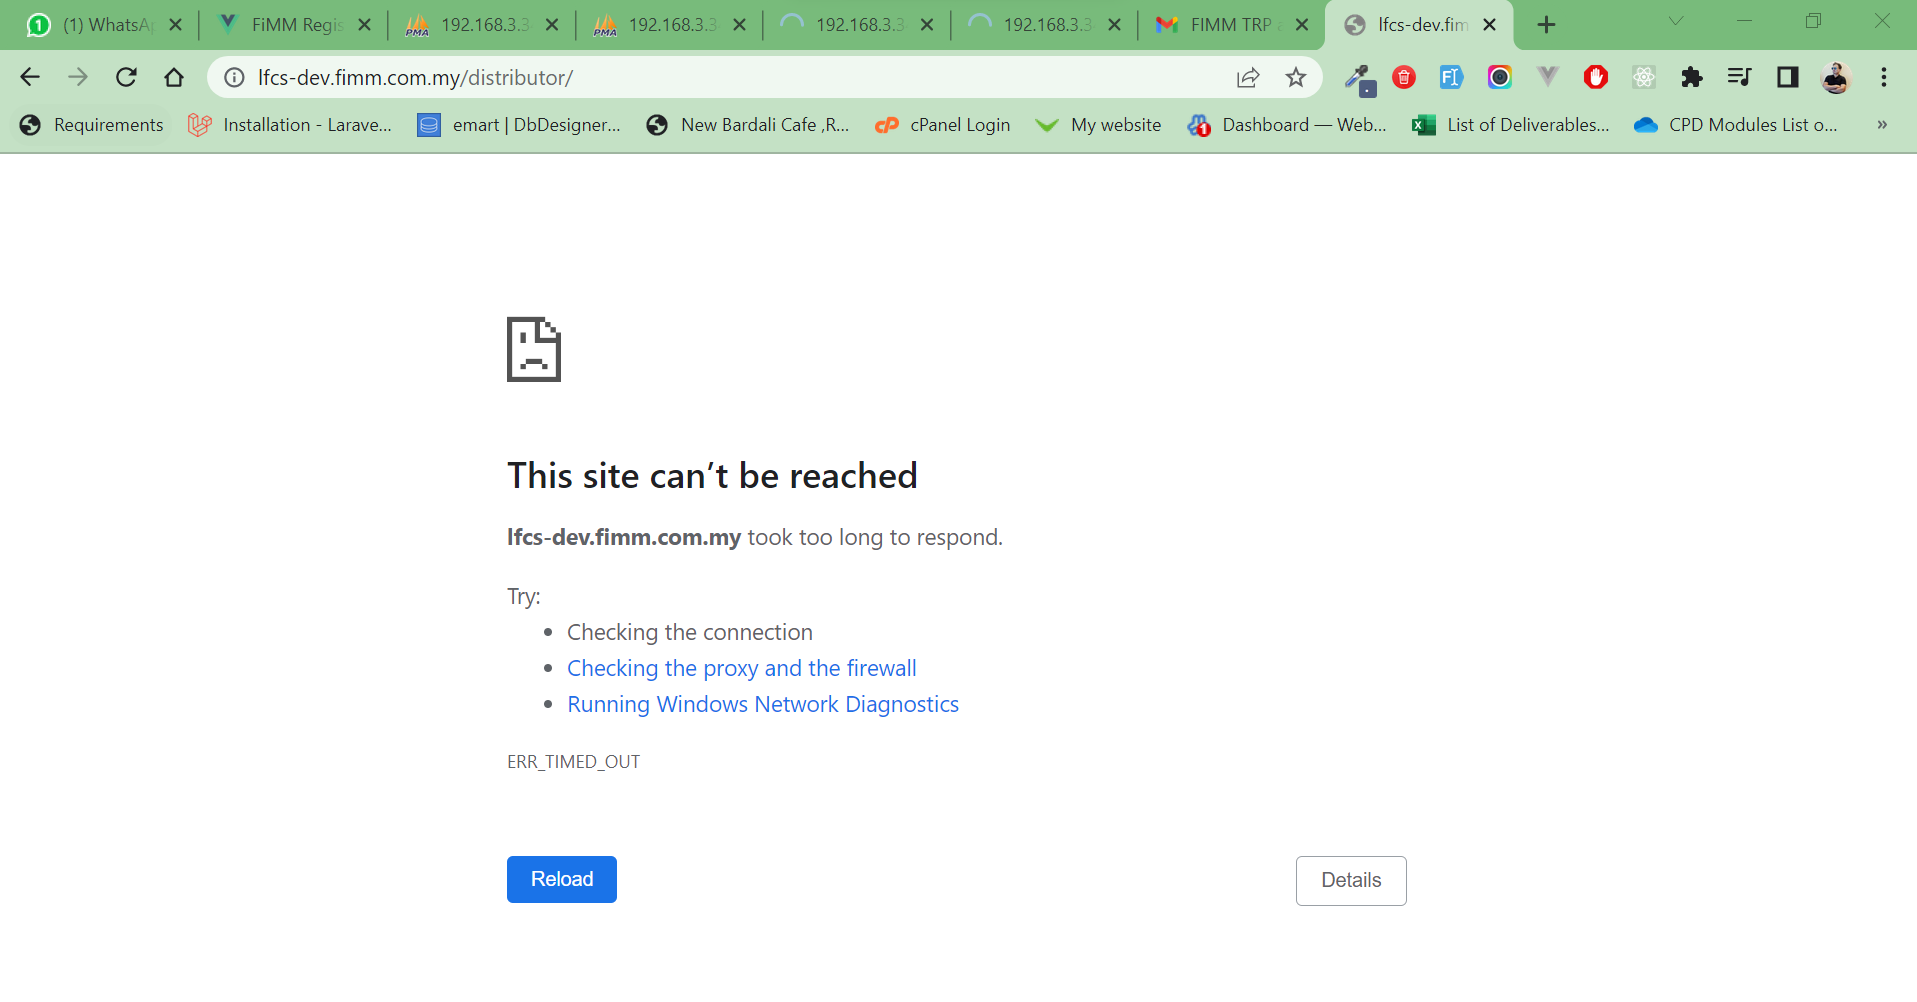 (1) WhatsAp
FiMM Regis
PMA
192.168.3.3
PMA
192.168.3.3
192.168.3.3
192.168.3.3
FIMM TRP a
lfcs-dev.fim
lfcs-dev.fimm.com.my/distributor/
Requirements
Installation - Larave...
emart | DbDesigner...
New Bardali Cafe ,R...
cP
cPanel Login
My website
1
Dashboard — Web...
List of Deliverables...
CPD Modules List o...
»
This site can’t be reached
lfcs-dev.fimm.com.my took too long to respond.
Try:
• Checking the connection
• Checking the proxy and the firewall
• Running Windows Network Diagnostics
ERR_TIMED_OUT
Reload
Details